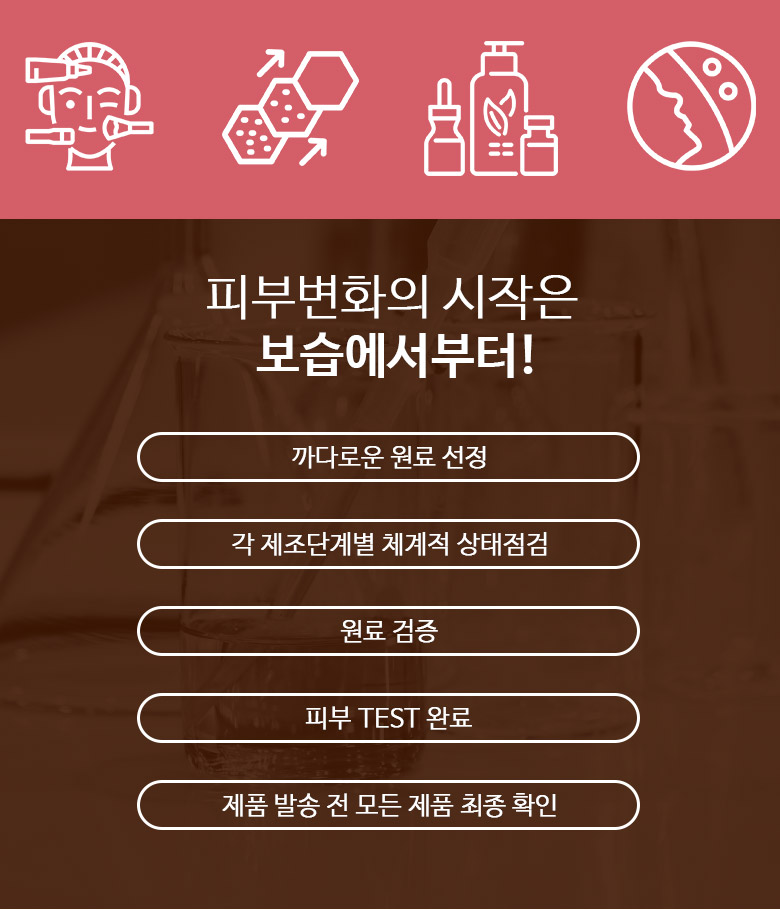 피부변화의 시작은
보습에서부터!
까다로운 원료 선정
각 제조단계별 체계적 상태점검
원료 검증
피부 TEST 완료
제품 발송 전 모든 제품 최종 확인